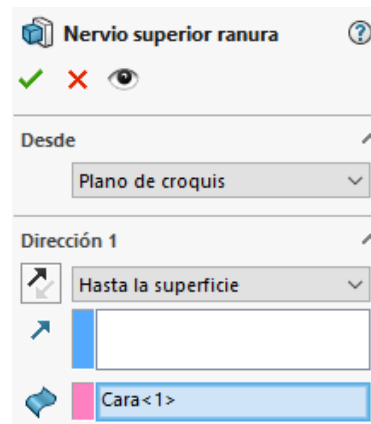 Nervio superior ranura
Desde
Plano de croquis
Dirección 1
Hasta la superficie
Cara<1>